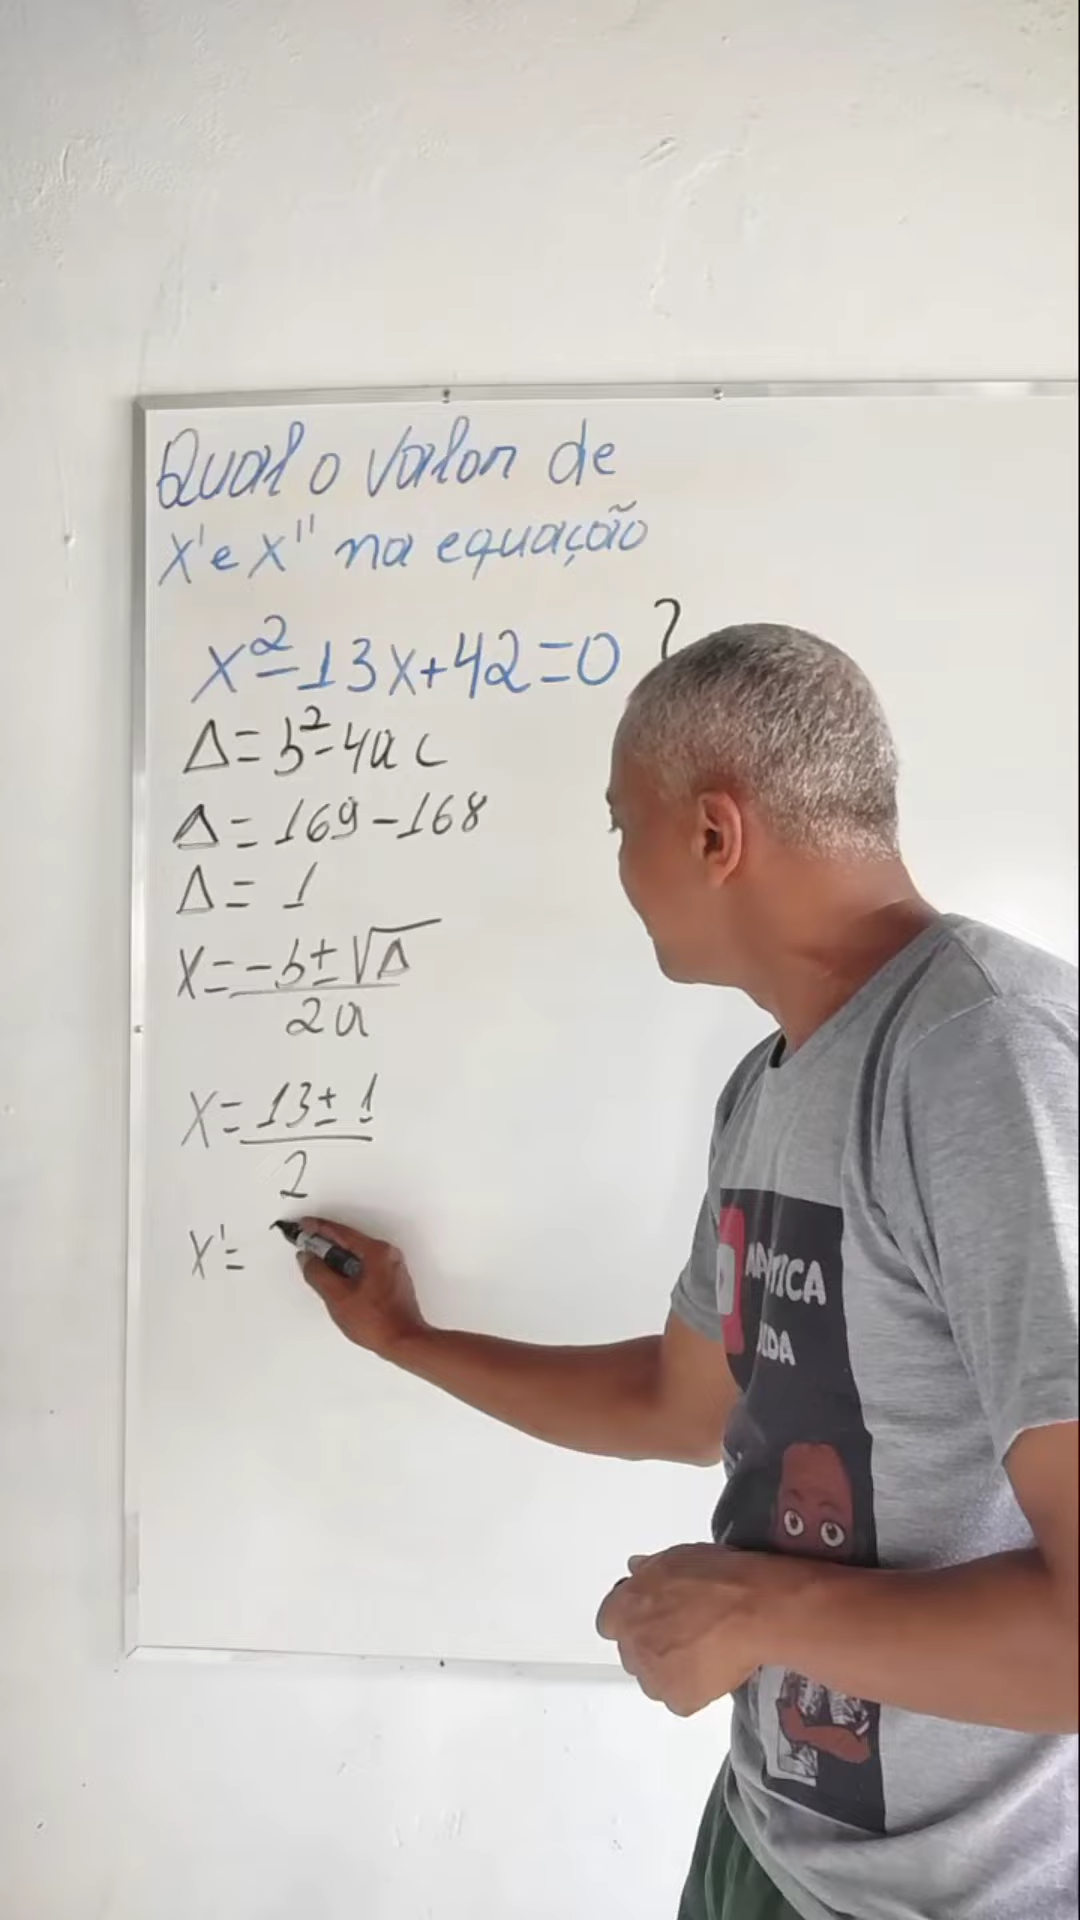 Qual o valor de
x' e x'' na equação
x²-13x+42=0 ?
Δ=b²-4ac
Δ=169-168
Δ=1
x=-b±√Δ
2a
x=13±1
2
x'=